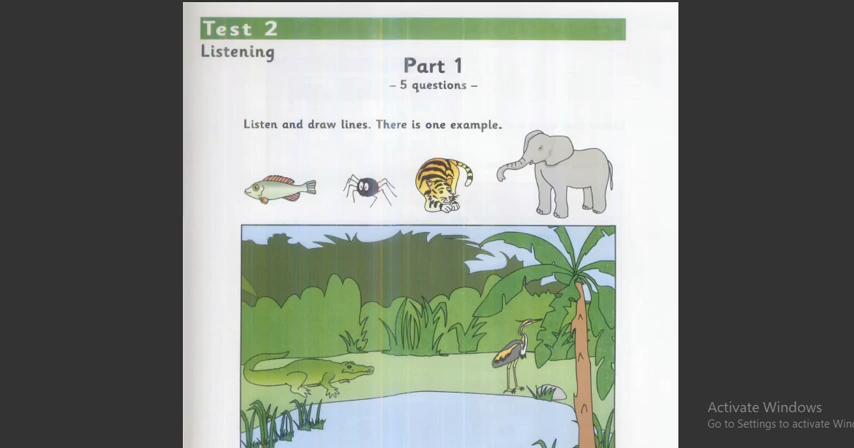 Test 2
Listening
Part 1
– 5 questions –
Listen and draw lines. There is one example.
Activate Windows
Go to Settings to activate